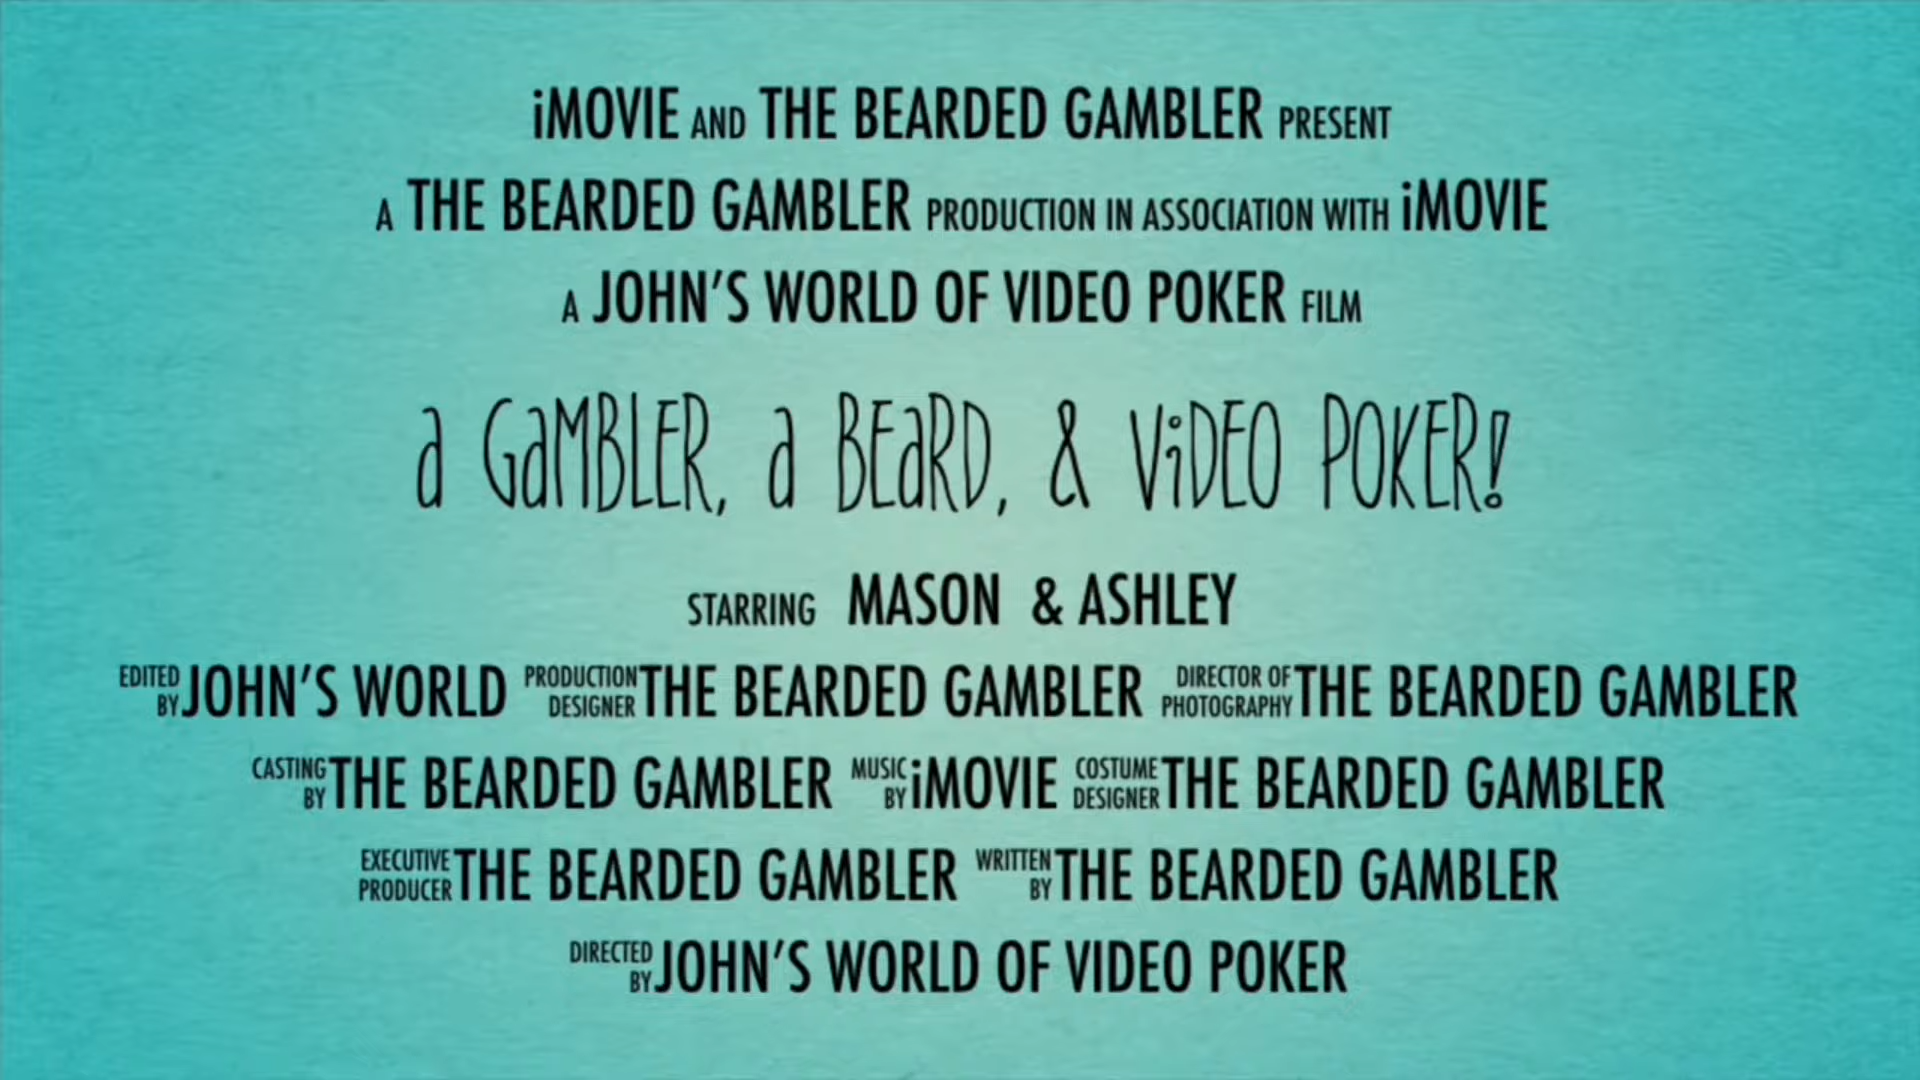 iMOVIE AND THE BEARDED GAMBLER PRESENT
A THE BEARDED GAMBLER PRODUCTION IN ASSOCIATION WITH iMOVIE
A JOHN'S WORLD OF VIDEO POKER FILM
a GaMBLER, a BEaRD, & ViDEO POKER!
STARRING MASON & ASHLEY
EDITED BY JOHN'S WORLD PRODUCTION DESIGNER THE BEARDED GAMBLER DIRECTOR OF PHOTOGRAPHY THE BEARDED GAMBLER
CASTING BY THE BEARDED GAMBLER MUSIC BY iMOVIE COSTUME DESIGNER THE BEARDED GAMBLER
EXECUTIVE PRODUCER THE BEARDED GAMBLER WRITTEN BY THE BEARDED GAMBLER
DIRECTED BY JOHN'S WORLD OF VIDEO POKER